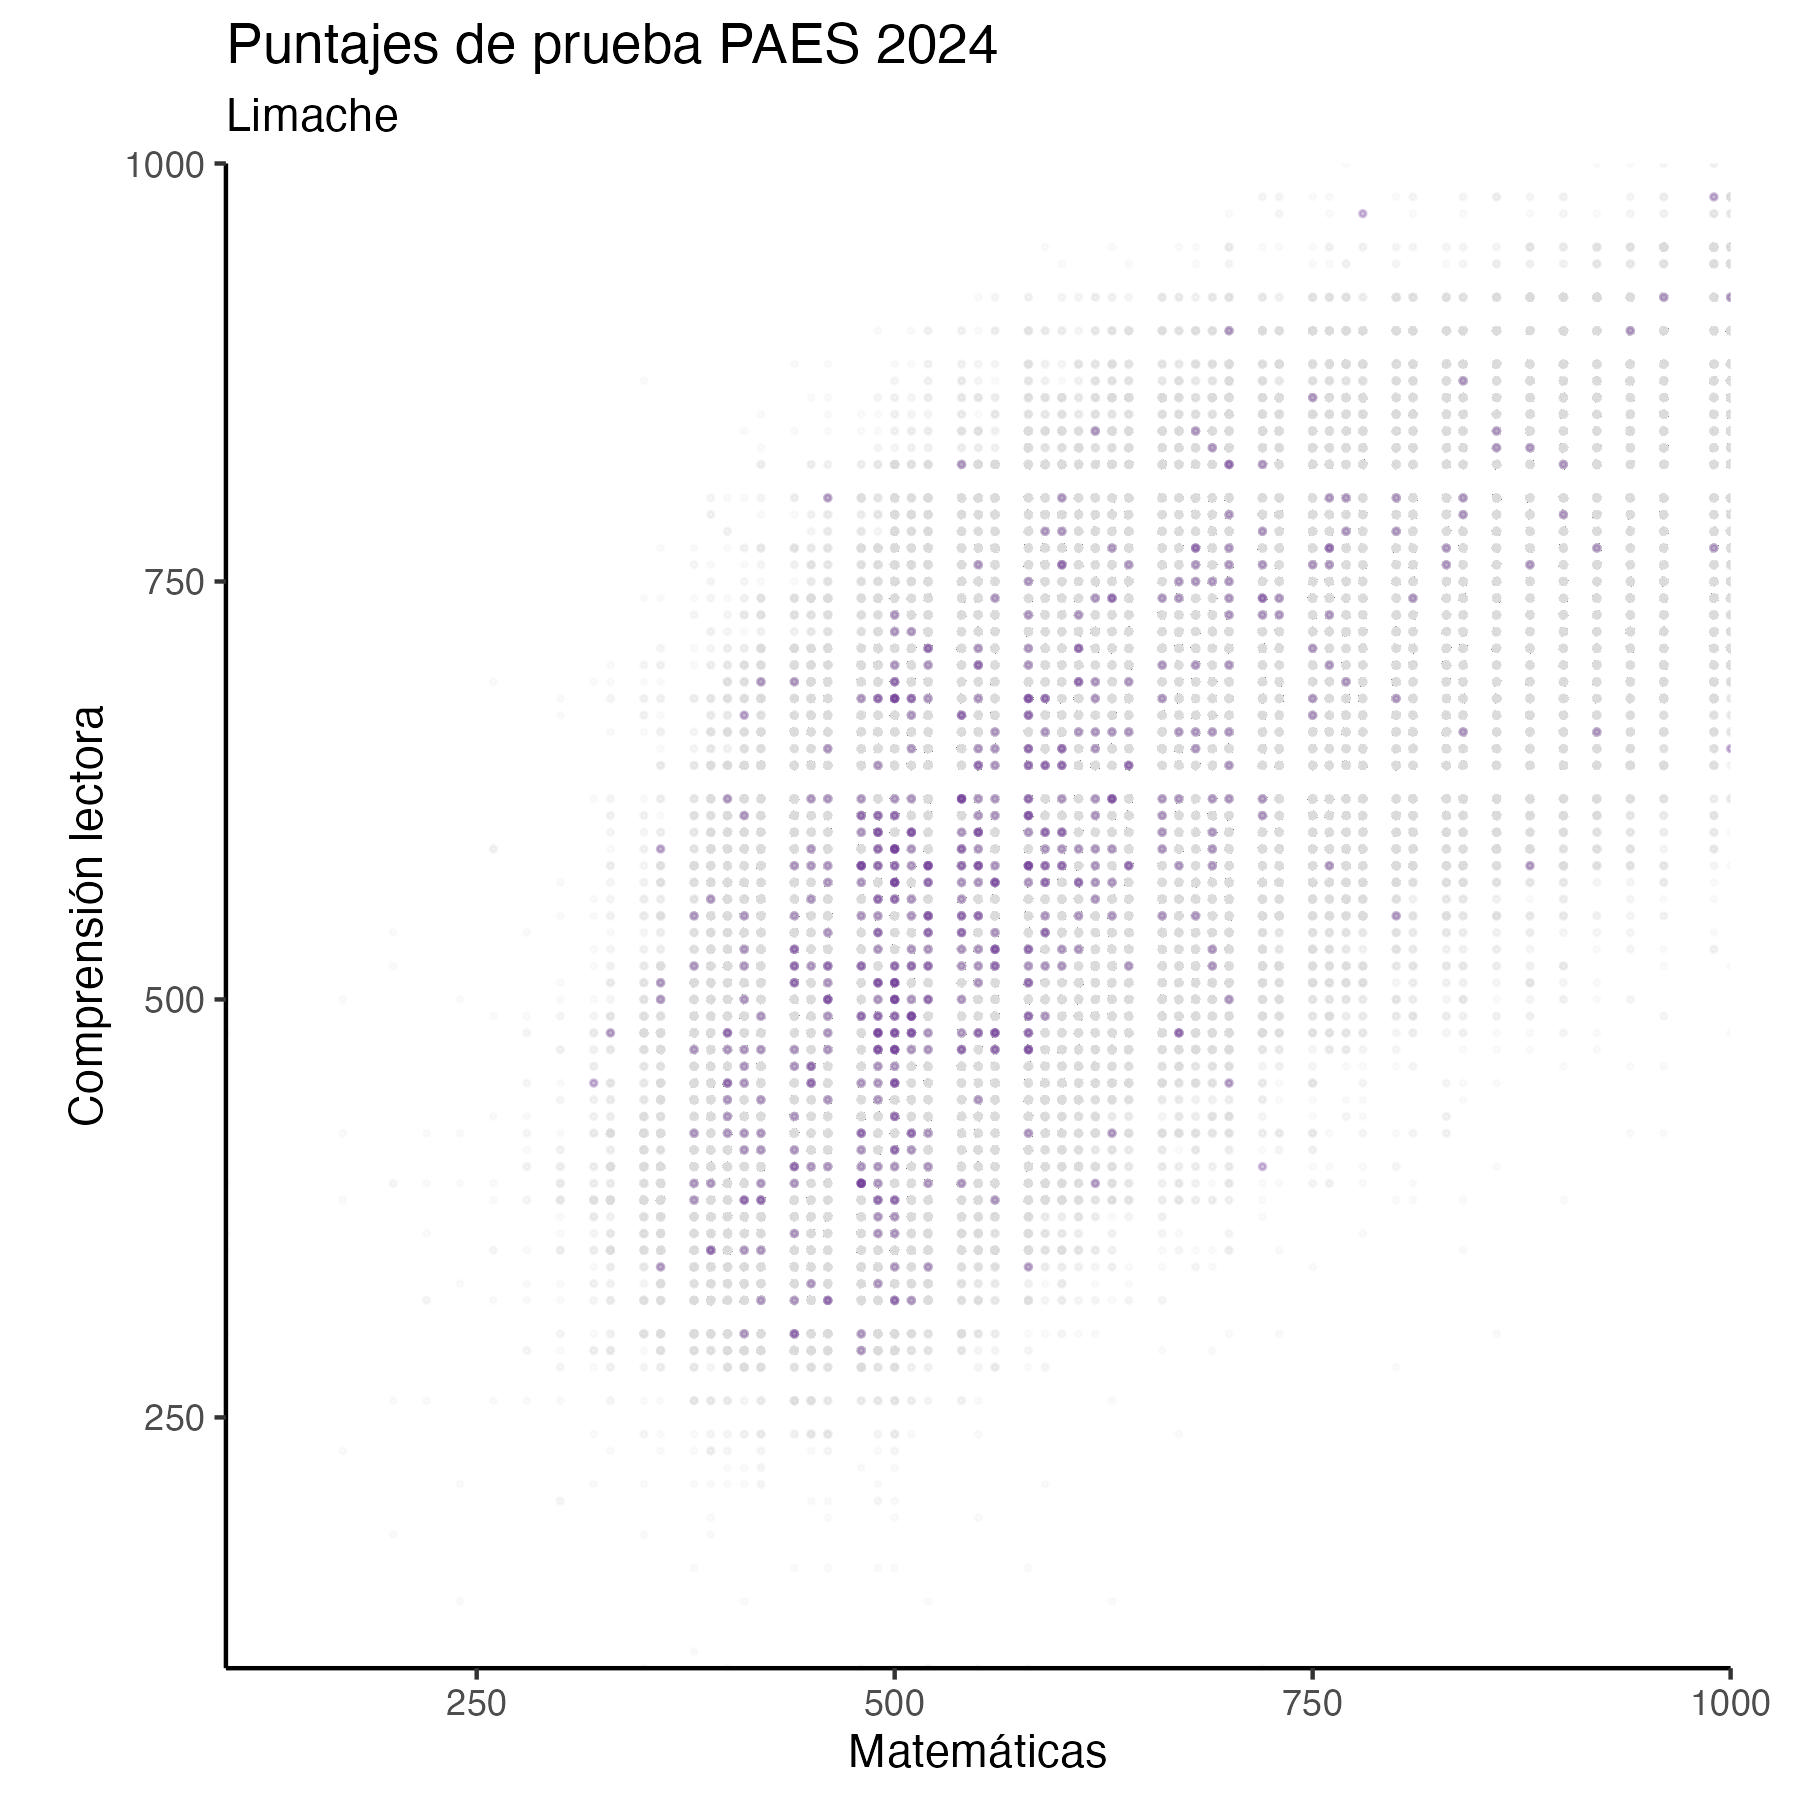 Puntajes de prueba PAES 2024
Limache
1000
750
500
250
Comprensión lectora
250 500 750 1000
Matemáticas